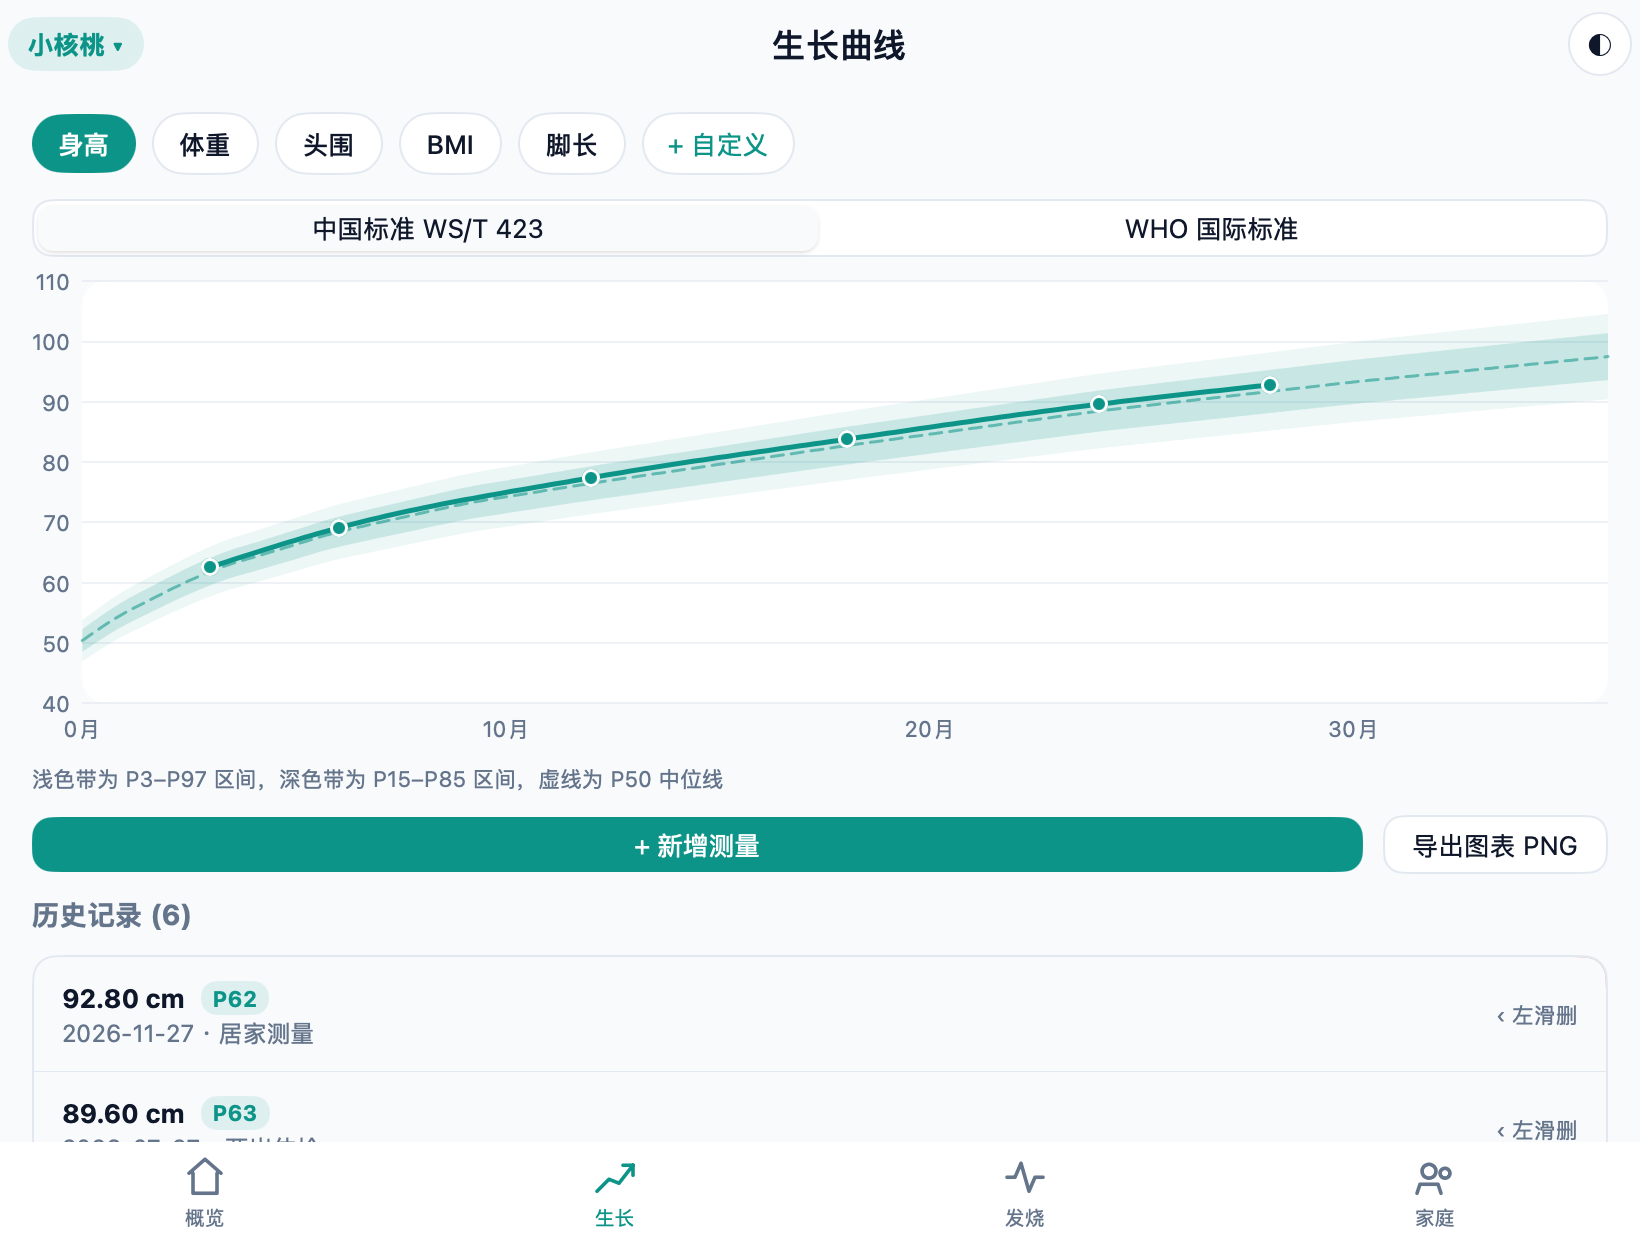 小核桃 ▾
生长曲线
身高
体重
头围
BMI
脚长
+ 自定义
中国标准 WS/T 423
WHO 国际标准
110
100
90
80
70
60
50
40
0月
10月
20月
30月
浅色带为 P3–P97 区间，深色带为 P15–P85 区间，虚线为 P50 中位线
+ 新增测量
导出图表 PNG
历史记录 (6)
92.80 cm P62
2026-11-27 · 居家测量
‹ 左滑删
89.60 cm P63
‹ 左滑删
概览
生长
发烧
家庭